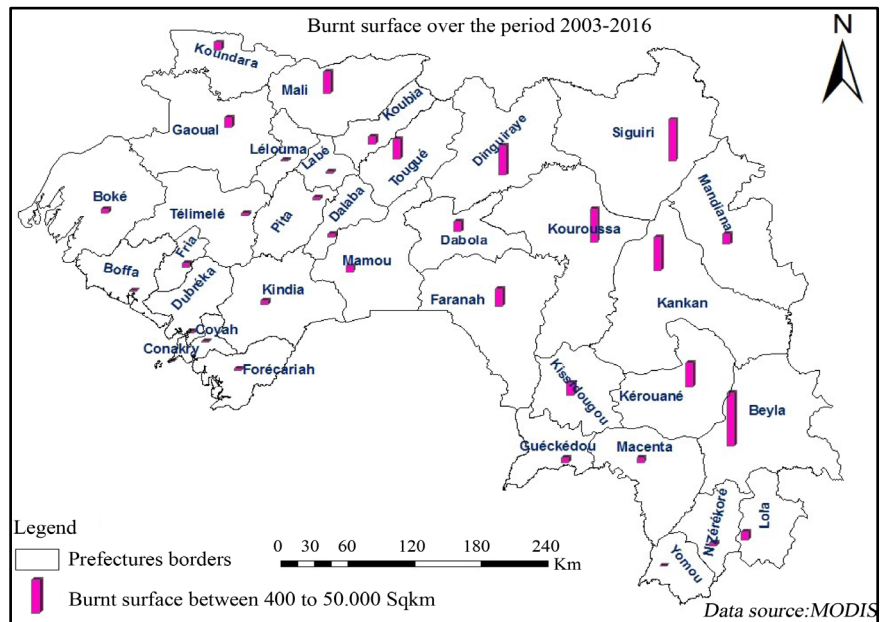 Burnt surface over the period 2003-2016
N
Koundara
Mali
Koubia
Gaoual
Siguiri
Lélouma
Labé
Tougué
Dinguiraye
Boké
Télimelé
Pita
Dalaba
Mandiana
Kouroussa
Dabola
Fria
Boffa
Mamou
Dubréka
Kindia
Faranah
Kankan
Coyah
Conakry
Forécariah
Kissidougou
Kérouané
Beyla
Guéckédou
Macenta
N'Zérékoré
Lola
Yomou
Legend
Prefectures borders
0 30 60 120 180 240
Km
Burnt surface between 400 to 50.000 Sqkm
Data source:MODIS